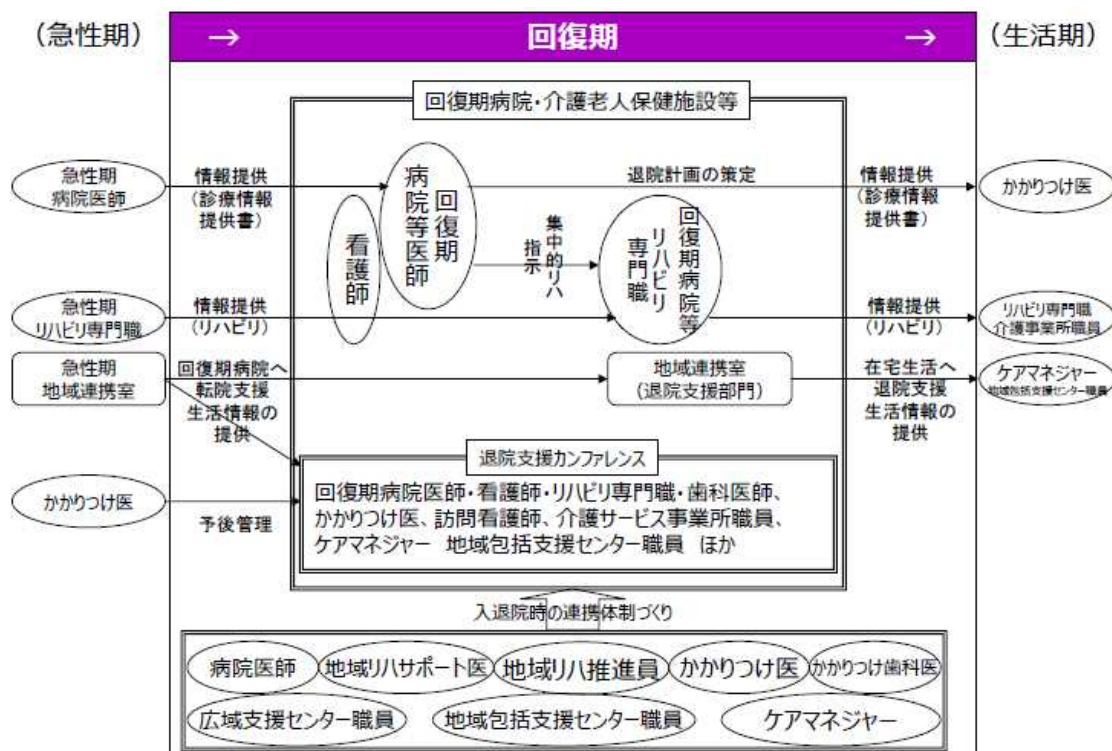 （急性期）
→ 回復期 →
（生活期）
回復期病院・介護老人保健施設等
急性期
病院医師
情報提供
（診療情報
提供書）
回復期
病院等医師
看護師
退院計画の策定
集中的リハ
指示
回復期病院等
リハビリ
専門職
情報提供
（診療情報
提供書）
かかりつけ医
急性期
リハビリ専門職
情報提供
（リハビリ）
情報提供
（リハビリ）
リハビリ専門職
介護事業所職員
急性期
地域連携室
回復期病院へ
転院支援
生活情報の
提供
地域連携室
（退院支援部門）
在宅生活へ
退院支援
生活情報の
提供
ケアマネジャー
地域包括支援センター職員
かかりつけ医
予後管理
退院支援カンファレンス
回復期病院医師・看護師・リハビリ専門職・歯科医師、
かかりつけ医、訪問看護師、介護サービス事業所職員、
ケアマネジャー　地域包括支援センター職員　ほか
入退院時の連携体制づくり
病院医師
地域リハサポート医
地域リハ推進員
かかりつけ医
かかりつけ歯科医
広域支援センター職員
地域包括支援センター職員
ケアマネジャー